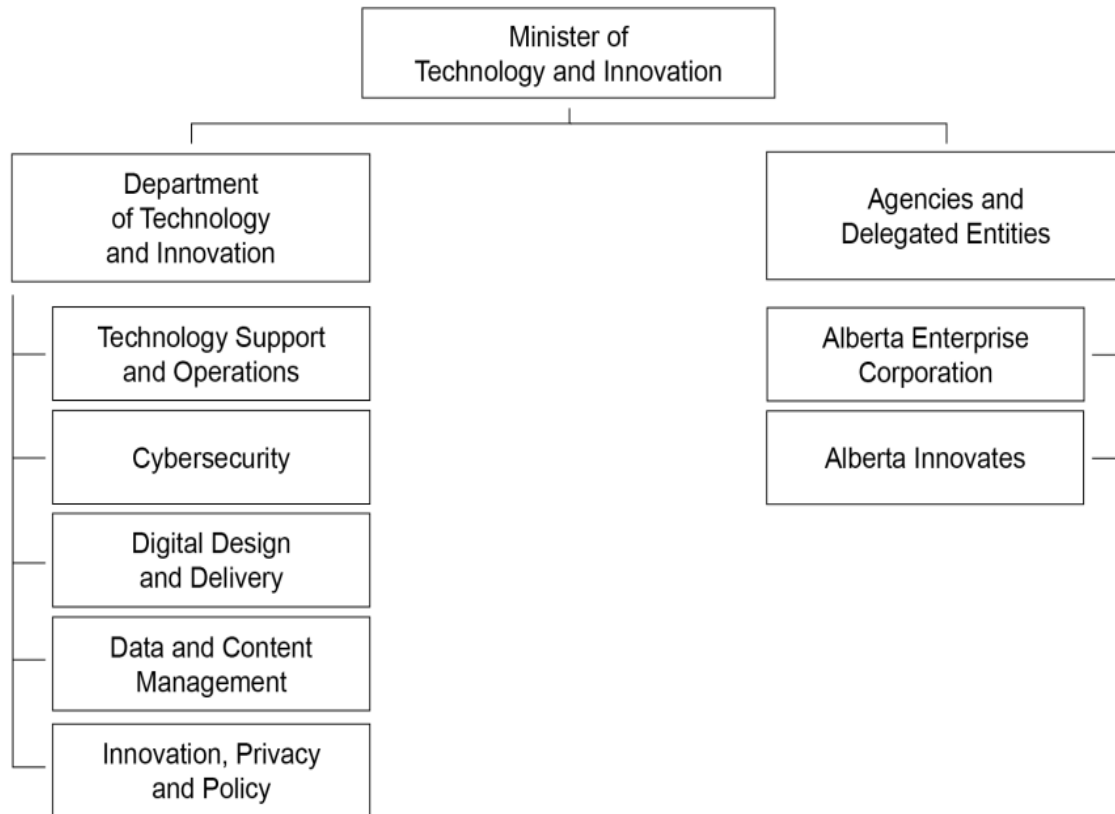 Minister of
Technology and Innovation
Department
of Technology
and Innovation
Technology Support
and Operations
Cybersecurity
Digital Design
and Delivery
Data and Content
Management
Innovation, Privacy
and Policy
Agencies and
Delegated Entities
Alberta Enterprise
Corporation
Alberta Innovates